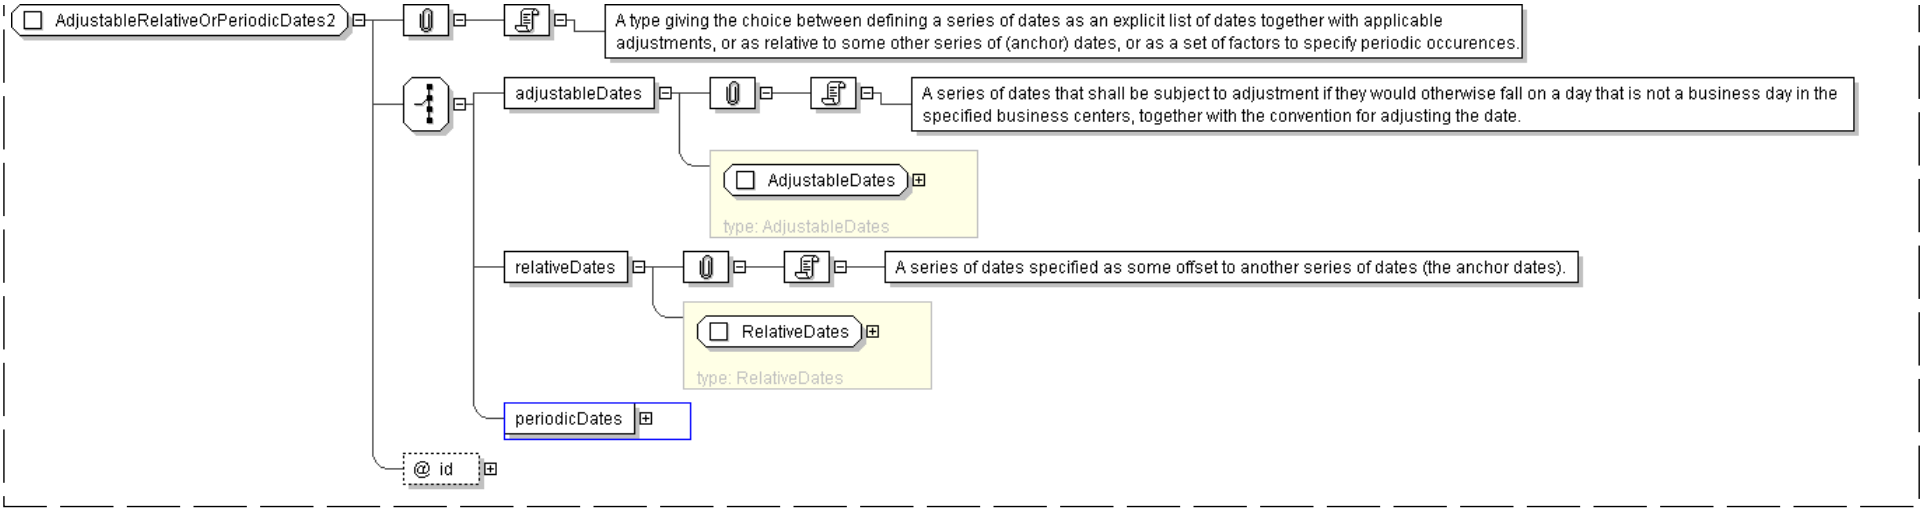 AdjustableRelativeOrPeriodicDates2
A type giving the choice between defining a series of dates as an explicit list of dates together with applicable
adjustments, or as relative to some other series of (anchor) dates, or as a set of factors to specify periodic occurences.
adjustableDates
A series of dates that shall be subject to adjustment if they would otherwise fall on a day that is not a business day in the
specified business centers, together with the convention for adjusting the date.
AdjustableDates
type: AdjustableDates
relativeDates
A series of dates specified as some offset to another series of dates (the anchor dates).
RelativeDates
type: RelativeDates
periodicDates
@ id